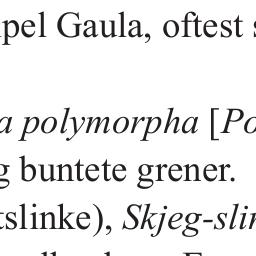 pel Gaula, oftest
a polymorpha [Po
g buntete grener.
tslinke), Skjeg-slin